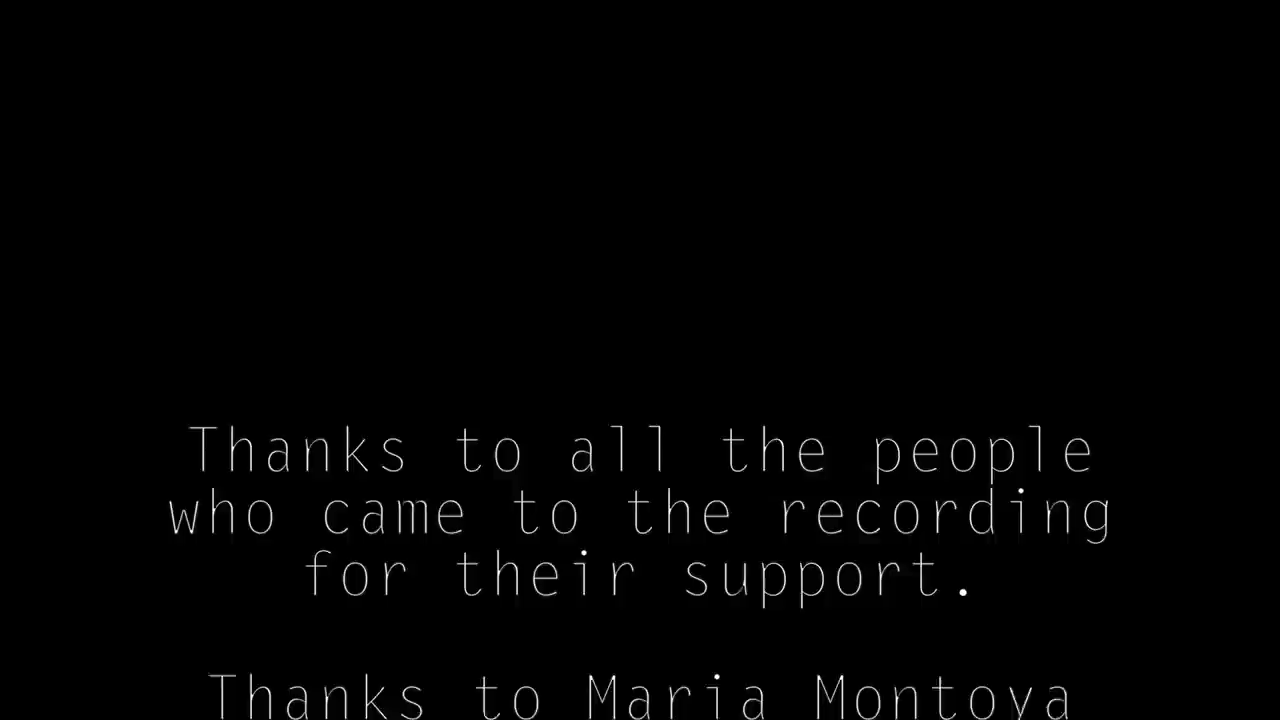 Thanks to all the people
who came to the recording
for their support.
Thanks to Maria Montoya